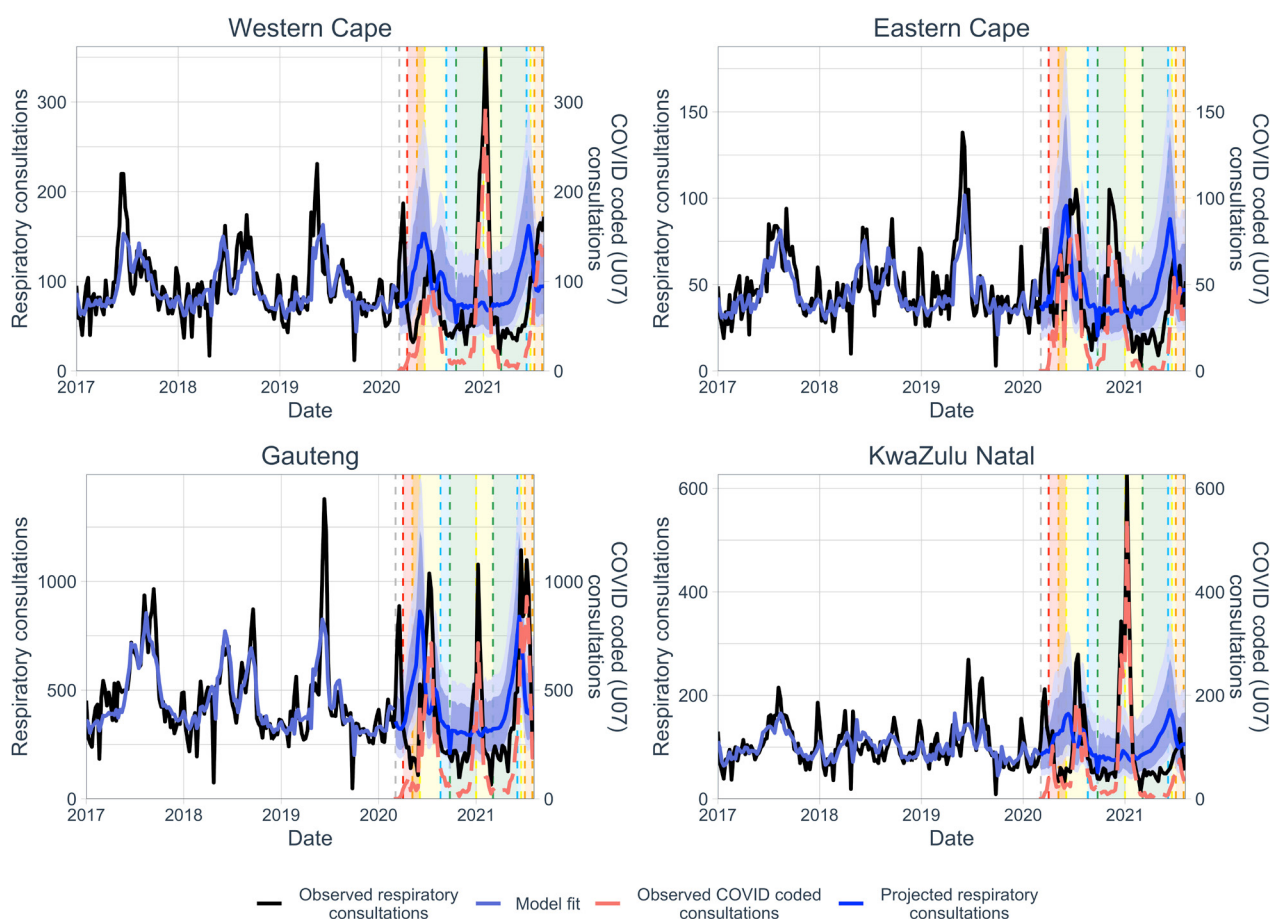 Western Cape
Eastern Cape
Respiratory consultations
300
200
100
0
300
200
100
0
COVID coded (U07)
consultations
2017 2018 2019 2020 2021
Date
Respiratory consultations
150
100
50
0
150
100
50
0
COVID coded (U07)
consultations
2017 2018 2019 2020 2021
Date
Gauteng
KwaZulu Natal
Respiratory consultations
1000
500
0
1000
500
0
COVID coded (U07)
consultations
2017 2018 2019 2020 2021
Date
Respiratory consultations
600
400
200
0
600
400
200
0
COVID coded (U07)
consultations
2017 2018 2019 2020 2021
Date
Observed respiratory
consultations
Model fit
Observed COVID coded
consultations
Projected respiratory
consultations